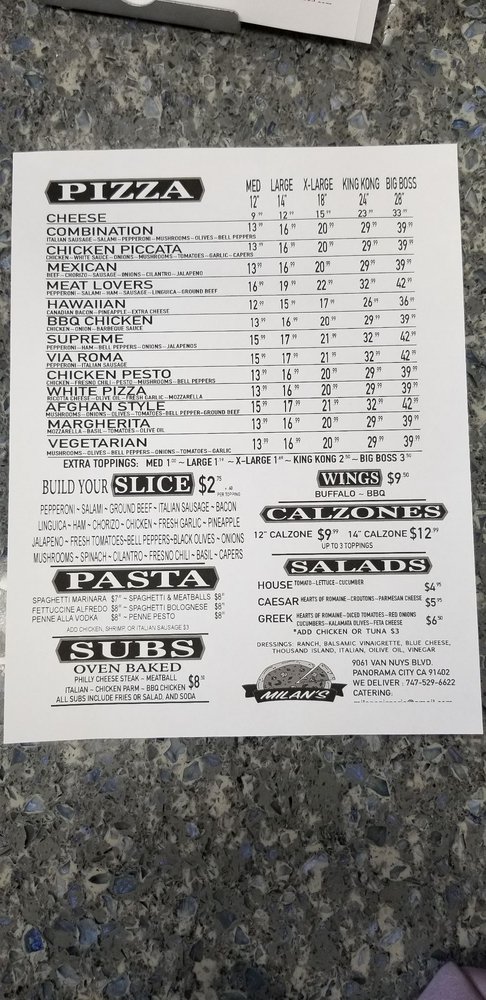 PIZZA
MED LARGE X-LARGE KING KONG BIG BOSS
12" 14" 18" 24" 28"
CHEESE 9.99 12.99 15.99 23.99 33.99
COMBINATION 13.99 16.99 20.99 29.99 39.99
ITALIAN SAUSAGE - SALAMI - PEPPERONI - MUSHROOMS - OLIVES - BELL PEPPERS
CHICKEN PICCATA 13.99 16.99 20.99 29.99 39.99
CHICKEN - WHITE SAUCE - ONIONS - MUSHROOMS - TOMATOES - GARLIC - CAPERS
MEXICAN 13.99 16.99 20.99 29.99 39.99
BEEF - CHORIZO - SAUSAGE - ONIONS - CILANTRO - JALAPENO
MEAT LOVERS 16.99 19.99 22.99 32.99 42.99
PEPPERONI - SALAMI - HAM - SAUSAGE - LINGUICA - GROUND BEEF
HAWAIIAN 12.99 15.99 17.99 26.99 36.99
CANADIAN BACON - PINEAPPLE - EXTRA CHEESE
BBQ CHICKEN 13.99 16.99 20.99 29.99 39.99
CHICKEN - ONION - BARBEQUE SAUCE
SUPREME 15.99 17.99 21.99 32.99 42.99
PEPPERONI - HAM - BELL PEPPERS - ONIONS - JALAPENOS
VIA ROMA 15.99 17.99 21.99 32.99 42.99
PEPPERONI - ITALIAN SAUSAGE
CHICKEN PESTO 13.99 16.99 20.99 29.99 39.99
CHICKEN - FRESNO CHILI - PESTO - MUSHROOMS - BELL PEPPERS
WHITE PIZZA 13.99 16.99 20.99 29.99 39.99
RICOTTA CHEESE - OLIVE OIL - FRESH GARLIC - MOZZARELLA
AFGHAN STYLE 15.99 17.99 21.99 32.99 42.99
MUSHROOMS - ONIONS - OLIVES - TOMATOES - BELL PEPPER - GROUND BEEF
MARGHERITA 13.99 16.99 20.99 29.99 39.99
MOZZARELLA - BASIL - TOMATOES - OLIVE OIL
VEGETARIAN 13.99 16.99 20.99 29.99 39.99
MUSHROOMS - OLIVES - BELL PEPPERS - ONIONS - TOMATOES - GARLIC
EXTRA TOPPINGS: MED 1 ~ LARGE 1 ~ X-LARGE 1 ~ KING KONG 2.50 ~ BIG BOSS 3.50
BUILD YOUR SLICE $2.75
PER TOPPING
PEPPERONI ~ SALAMI ~ GROUND BEEF ~ ITALIAN SAUSAGE ~ BACON
LINGUICA ~ HAM ~ CHORIZO ~ CHICKEN ~ FRESH GARLIC ~ PINEAPPLE
JALAPENO ~ FRESH TOMATOES~BELL PEPPERS~BLACK OLIVES ~ ONIONS
MUSHROOMS ~ SPINACH ~ CILANTRO ~ FRESNO CHILI ~ BASIL ~ CAPERS
PASTA
SPAGHETTI MARINARA $7 ~ SPAGHETTI & MEATBALLS $8
FETTUCCINE ALFREDO $8 ~ SPAGHETTI BOLOGNESE $8
PENNE ALLA VODKA $8 ~ PENNE PESTO $8
ADD CHICKEN, SHRIMP, OR ITALIAN SAUSAGE $3
SUBS
OVEN BAKED
PHILLY CHEESE STEAK ~ MEATBALL
ITALIAN ~ CHICKEN PARM ~ BBQ CHICKEN $8.50
ALL SUBS INCLUDE FRIES OR SALAD, AND SODA
WINGS $9.50
BUFFALO ~ BBQ
CALZONES
12" CALZONE $9.99 14" CALZONE $12.99
UP TO 3 TOPPINGS
SALADS
HOUSE TOMATO - LETTUCE - CUCUMBER $4.95
CAESAR HEARTS OF ROMAINE - CROUTONS - PARMESAN CHEESE $5.95
GREEK HEARTS OF ROMAINE - DICED TOMATOES - RED ONIONS
CUCUMBERS - KALAMATA OLIVES - FETA CHEESE $6.50
*ADD CHICKEN OR TUNA $3
DRESSINGS: RANCH, BALSAMIC VINAIGRETTE, BLUE CHEESE,
THOUSAND ISLAND, ITALIAN, OLIVE OIL, VINEGAR
MILAN'S
9061 VAN NUYS BLVD.
PANORAMA CITY CA 91402
WE DELIVER : 747-529-6622
CATERING.